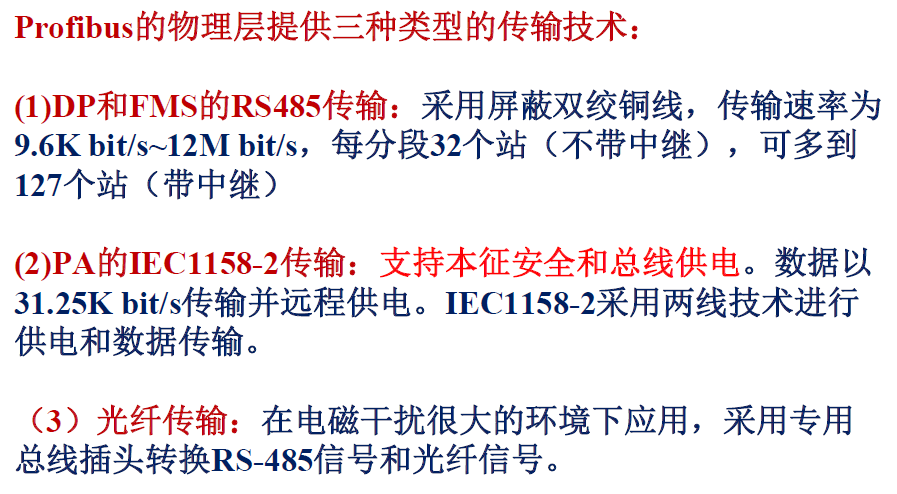 Profibus的物理层提供三种类型的传输技术：
(1)DP和FMS的RS485传输：采用屏蔽双绞铜线，传输速率为
9.6K bit/s~12M bit/s，每分段32个站（不带中继），可多到
127个站（带中继）
(2)PA的IEC1158-2传输：支持本征安全和总线供电。数据以
31.25K bit/s传输并远程供电。IEC1158-2采用两线技术进行
供电和数据传输。
（3）光纤传输：在电磁干扰很大的环境下应用，采用专用
总线插头转换RS-485信号和光纤信号。